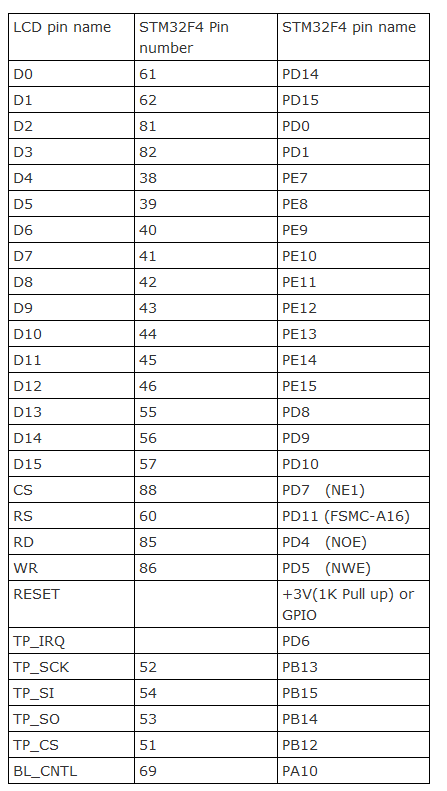 LCD pin name STM32F4 Pin STM32F4 pin name
number
D0 61 PD14
D1 62 PD15
D2 81 PD0
D3 82 PD1
D4 38 PE7
D5 39 PE8
D6 40 PE9
D7 41 PE10
D8 42 PE11
D9 43 PE12
D10 44 PE13
D11 45 PE14
D12 46 PE15
D13 55 PD8
D14 56 PD9
D15 57 PD10
CS 88 PD7 (NE1)
RS 60 PD11 (FSMC-A16)
RD 85 PD4 (NOE)
WR 86 PD5 (NWE)
RESET +3V(1K Pull up) or
GPIO
TP_IRQ PD6
TP_SCK 52 PB13
TP_SI 54 PB15
TP_SO 53 PB14
TP_CS 51 PB12
BL_CNTL 69 PA10